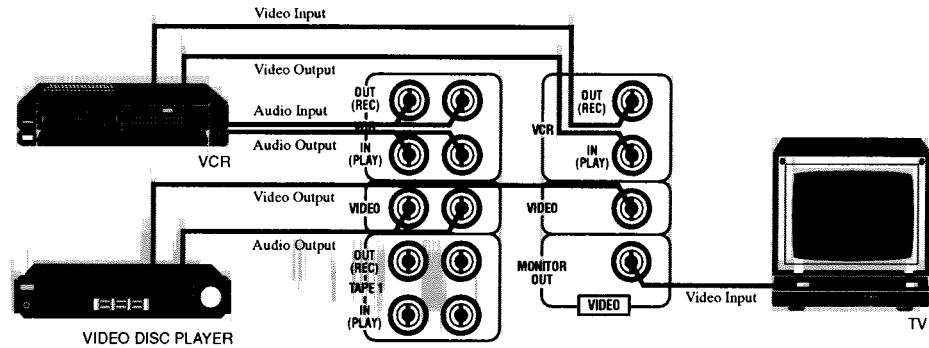 Video Input
Video Output
Audio Input
Audio Output
VCR
Video Output
Audio Output
VIDEO DISC PLAYER
OUT
(REC)
VCR
IN
(PLAY)
VIDEO
OUT
(REC)
TAPE 1
IN
(PLAY)
OUT
(REC)
VCR
IN
(PLAY)
VIDEO
MONITOR
OUT
VIDEO
Video Input
TV